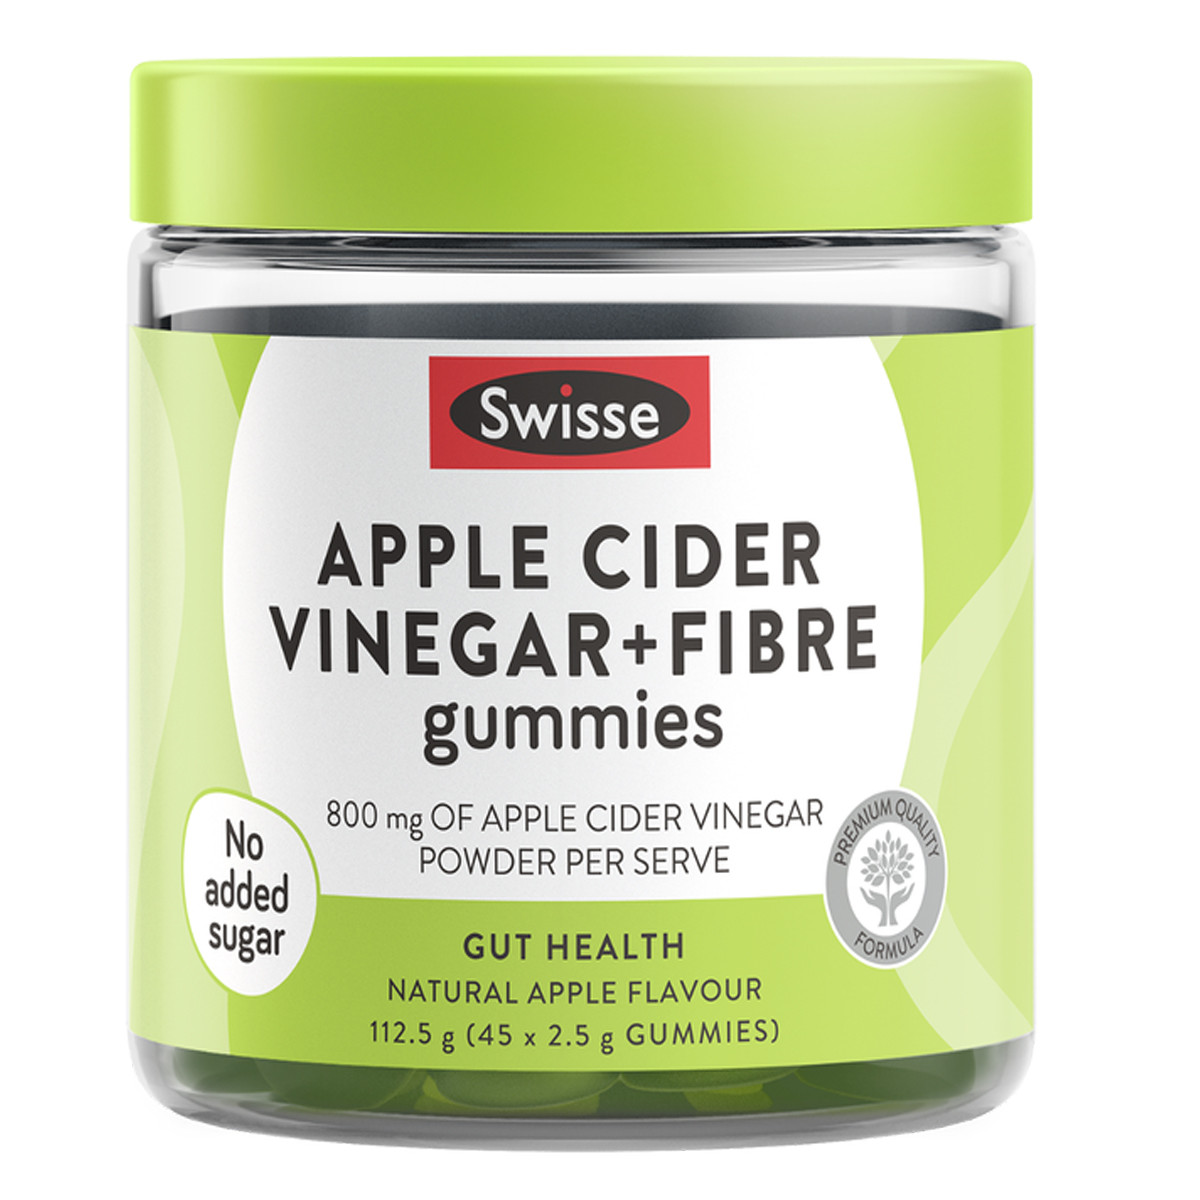 Swisse
APPLE CIDER
VINEGAR+FIBRE
gummies
800 mg OF APPLE CIDER VINEGAR
POWDER PER SERVE
No
added
sugar
PREMIUM QUALITY
FORMULA
GUT HEALTH
NATURAL APPLE FLAVOUR
112.5 g (45 x 2.5 g GUMMIES)